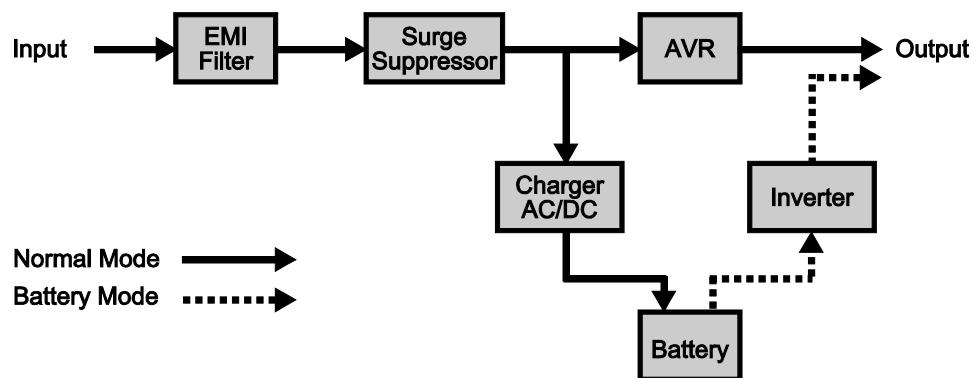 Input
EMI
Filter
Surge
Suppressor
AVR
Output
Charger
AC/DC
Inverter
Normal Mode
Battery Mode
Battery